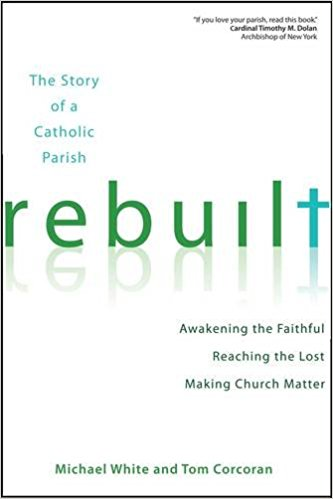 "If you love your parish, read this book,"
Cardinal Timothy M. Dolan
Archbishop of New York
The Story
of a
Catholic
Parish
rebuilt
Awakening the Faithful
Reaching the Lost
Making Church Matter
Michael White and Tom Corcoran